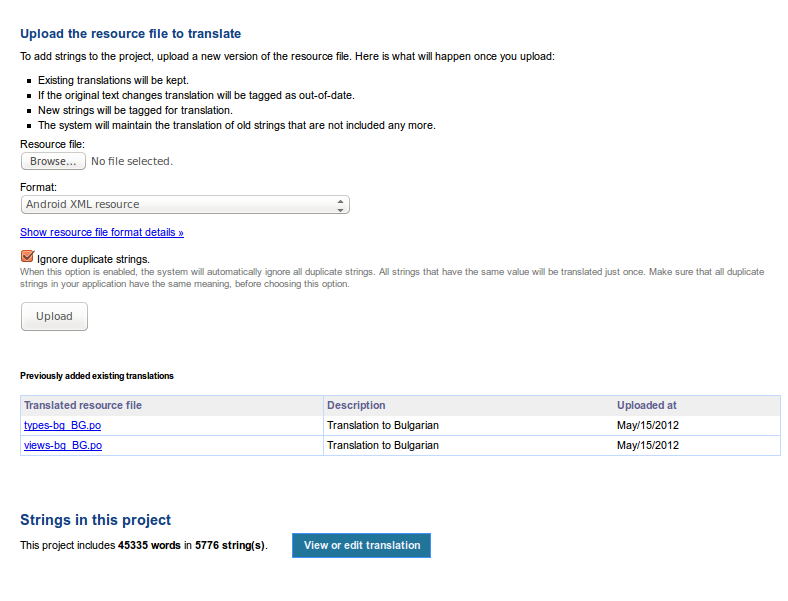 Upload the resource file to translate
To add strings to the project, upload a new version of the resource file. Here is what will happen once you upload:
Existing translations will be kept.
If the original text changes translation will be tagged as out-of-date.
New strings will be tagged for translation.
The system will maintain the translation of old strings that are not included any more.
Resource file:
Browse... No file selected.
Format:
Android XML resource
Show resource file format details »
Ignore duplicate strings.
When this option is enabled, the system will automatically ignore all duplicate strings. All strings that have the same value will be translated just once. Make sure that all duplicate
strings in your application have the same meaning, before choosing this option.
Upload
Previously added existing translations
Translated resource file Description Uploaded at
types-bg_BG.po Translation to Bulgarian May/15/2012
views-bg_BG.po Translation to Bulgarian May/15/2012
Strings in this project
This project includes 45335 words in 5776 string(s). View or edit translation